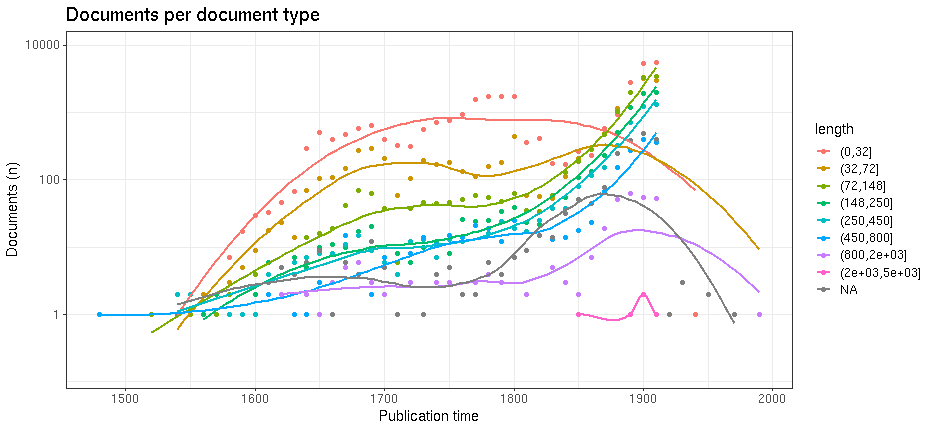 Documents per document type
Documents (n)
10000
100
1
1500 1600 1700 1800 1900 2000
Publication time
length
(0,32]
(32,72]
(72,148]
(148,250]
(250,450]
(450,800]
(800,2e+03]
(2e+03,5e+03]
NA